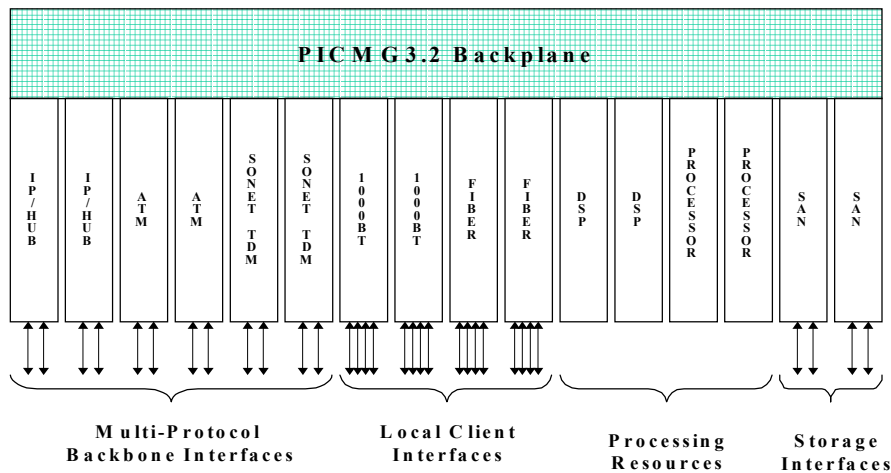 PICMG3.2 Backplane
IP/HUB
IP/HUB
ATM
ATM
SONET TDM
SONET TDM
1000BT
1000BT
FIBER
FIBER
DSP
DSP
PROCESSOR
PROCESSOR
SAN
SAN
Multi-Protocol
Backbone Interfaces
Local Client
Interfaces
Processing
Resources
Storage
Interfaces